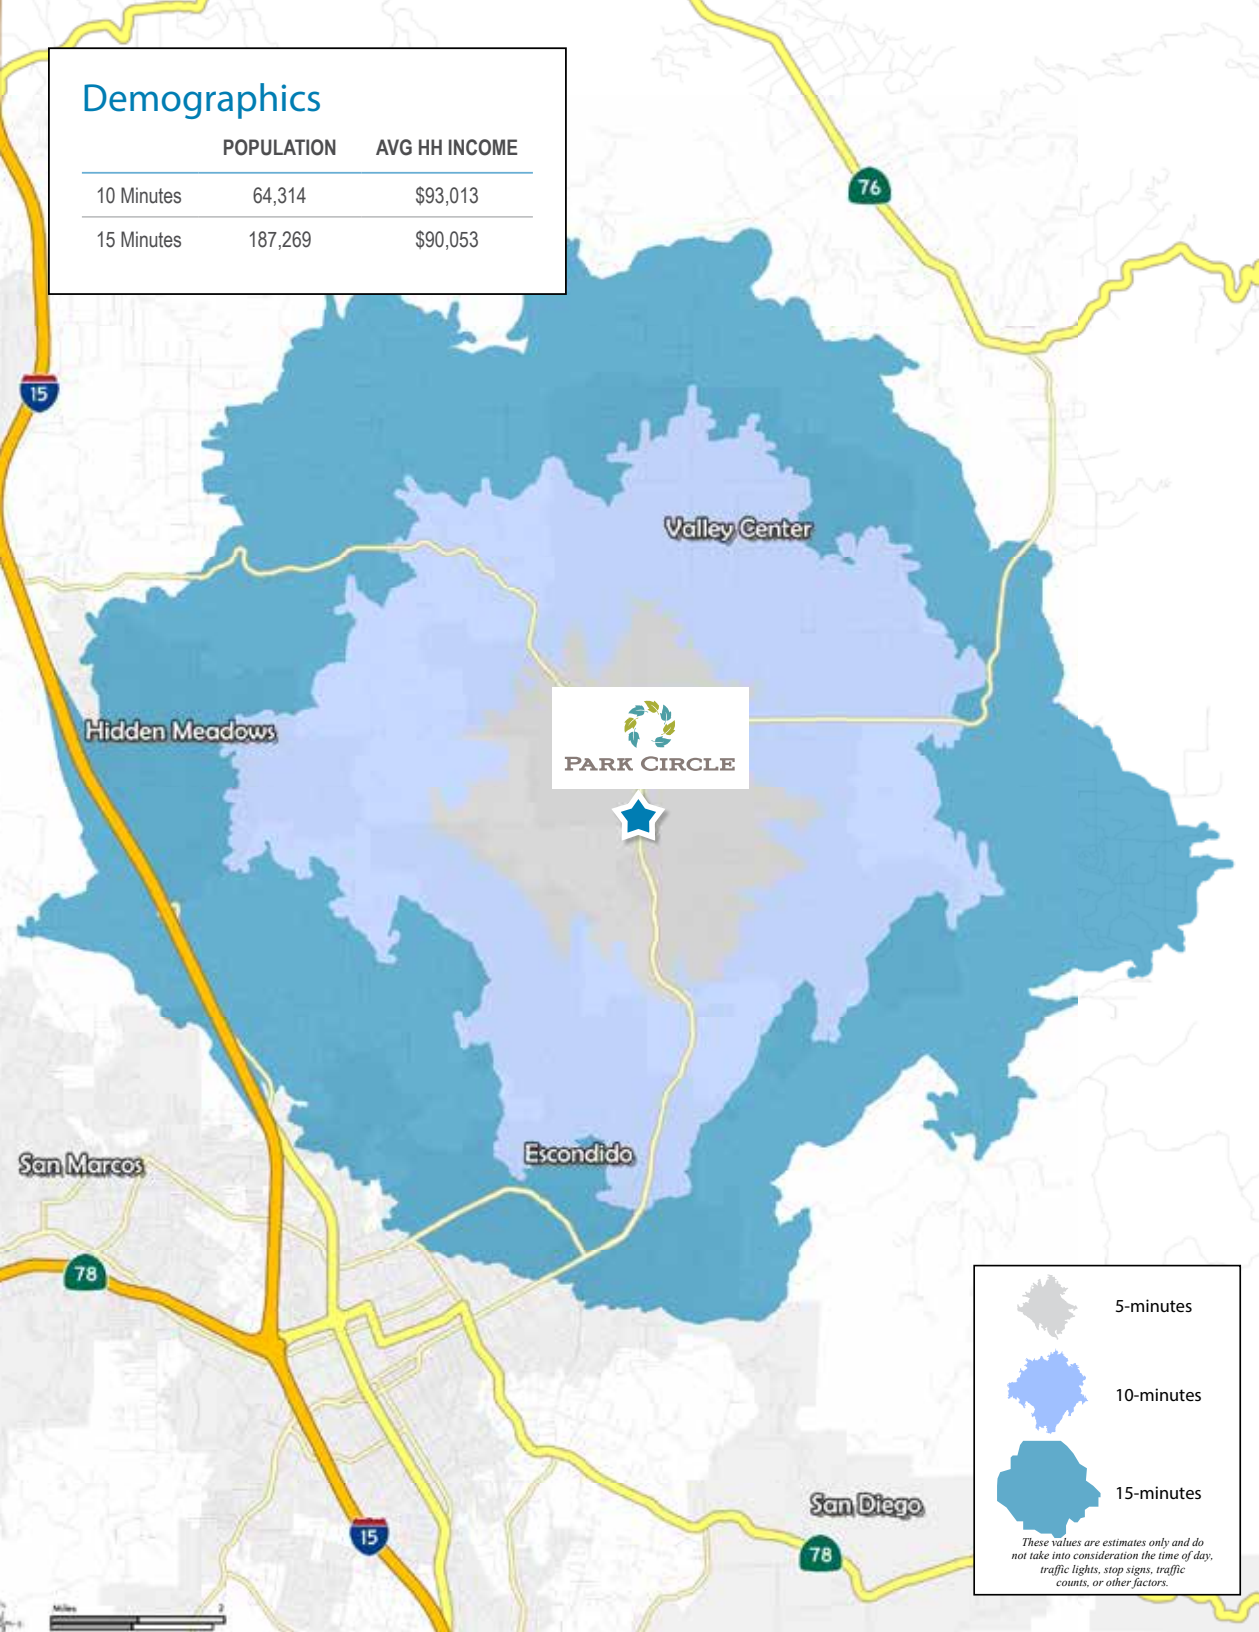 Demographics
POPULATION AVG HH INCOME
10 Minutes 64,314 $93,013
15 Minutes 187,269 $90,053
76
15
Valley Center
Hidden Meadows
PARK CIRCLE
Escondido
San Marcos
78
5-minutes
10-minutes
15-minutes
San Diego
These values are estimates only and do
not take into consideration the time of day,
traffic lights, stop signs, traffic
counts, or other factors.
15
78
Miles 2